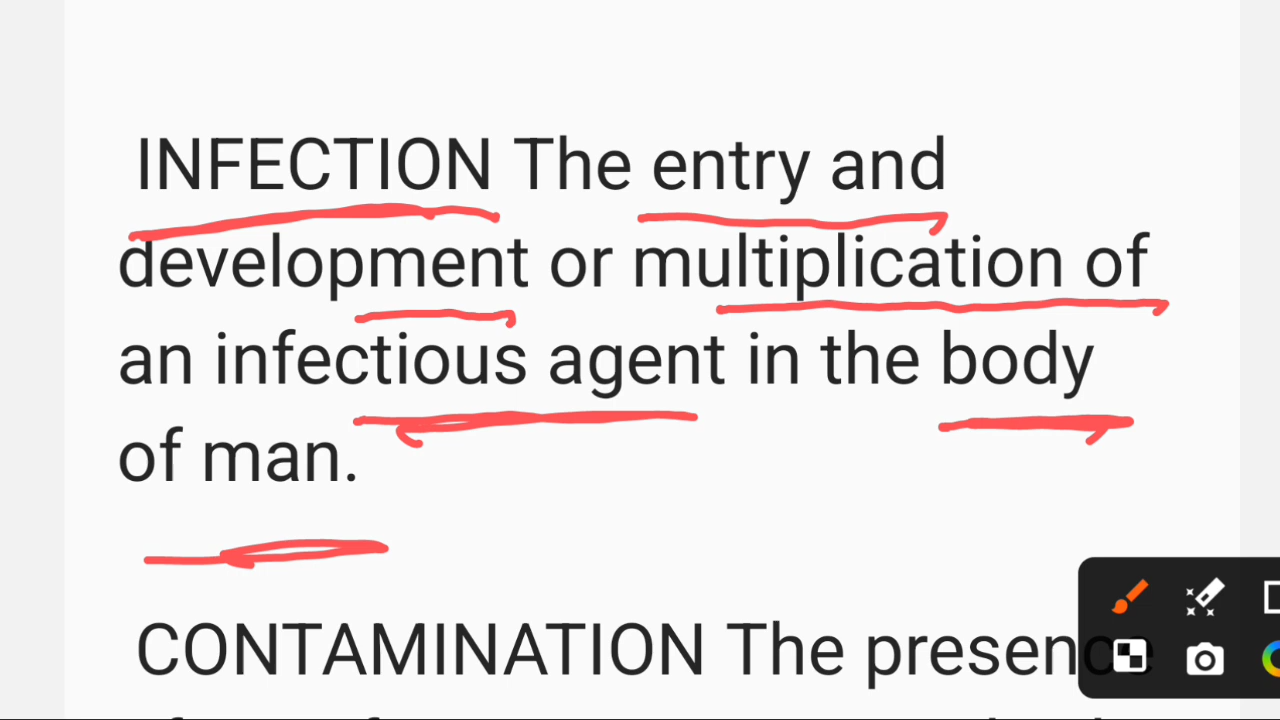 INFECTION The entry and
development or multiplication of
an infectious agent in the body
of man.
CONTAMINATION The presence